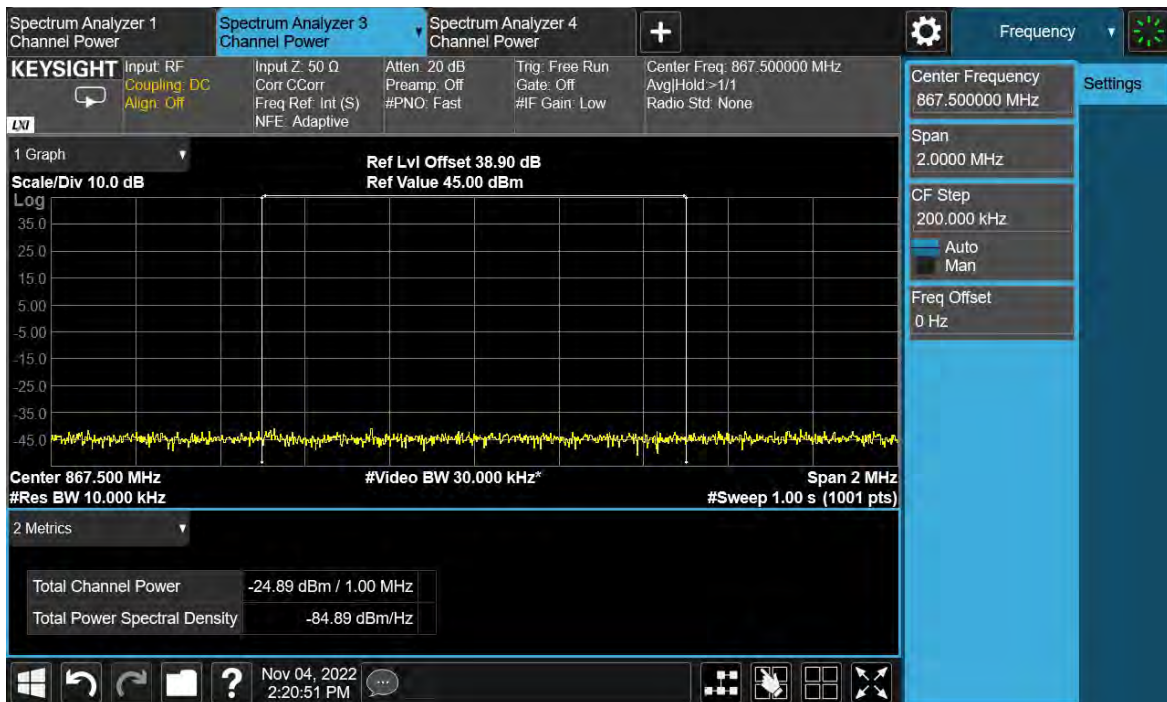 Spectrum Analyzer 1
Channel Power
Spectrum Analyzer 3
Channel Power
Spectrum Analyzer 4
Channel Power
Frequency
KEYSIGHT
LXI
Input: RF
Coupling: DC
Align: Off
Input Z: 50 Ω
Corr CCorr
Freq Ref: Int (S)
NFE: Adaptive
Atten: 20 dB
Preamp: Off
#PNO: Fast
Trig: Free Run
Gate: Off
#IF Gain: Low
Center Freq: 867.500000 MHz
Avg|Hold:>1/1
Radio Std: None
Center Frequency
867.500000 MHz
Settings
Span
2.0000 MHz
CF Step
200.000 kHz
Auto
Man
Freq Offset
0 Hz
1 Graph
Scale/Div 10.0 dB
Ref Lvl Offset 38.90 dB
Ref Value 45.00 dBm
Log
35.0
25.0
15.0
5.00
-5.00
-15.0
-25.0
-35.0
-45.0
Center 867.500 MHz
#Video BW 30.000 kHz*
Span 2 MHz
#Res BW 10.000 kHz
#Sweep 1.00 s (1001 pts)
2 Metrics
Total Channel Power -24.89 dBm / 1.00 MHz
Total Power Spectral Density -84.89 dBm/Hz
?
Nov 04, 2022
2:20:51 PM